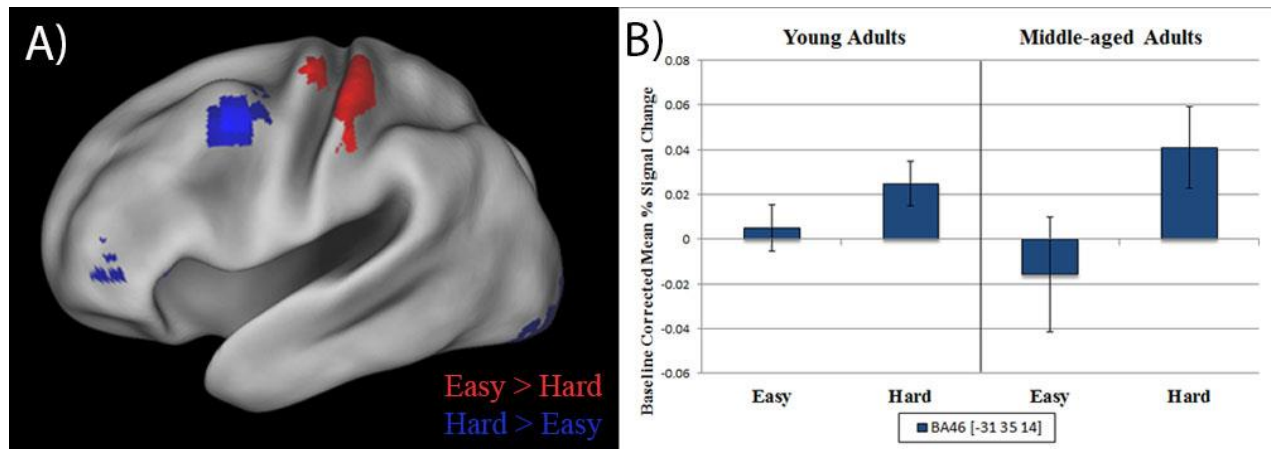 A)
Easy > Hard
Hard > Easy
B)
Young Adults
Middle-aged Adults
Baseline Corrected Mean % Signal Change
0.08
0.06
0.04
0.02
0
-0.02
-0.04
-0.06
Easy
Hard
Easy
Hard
BA46 [-31 35 14]